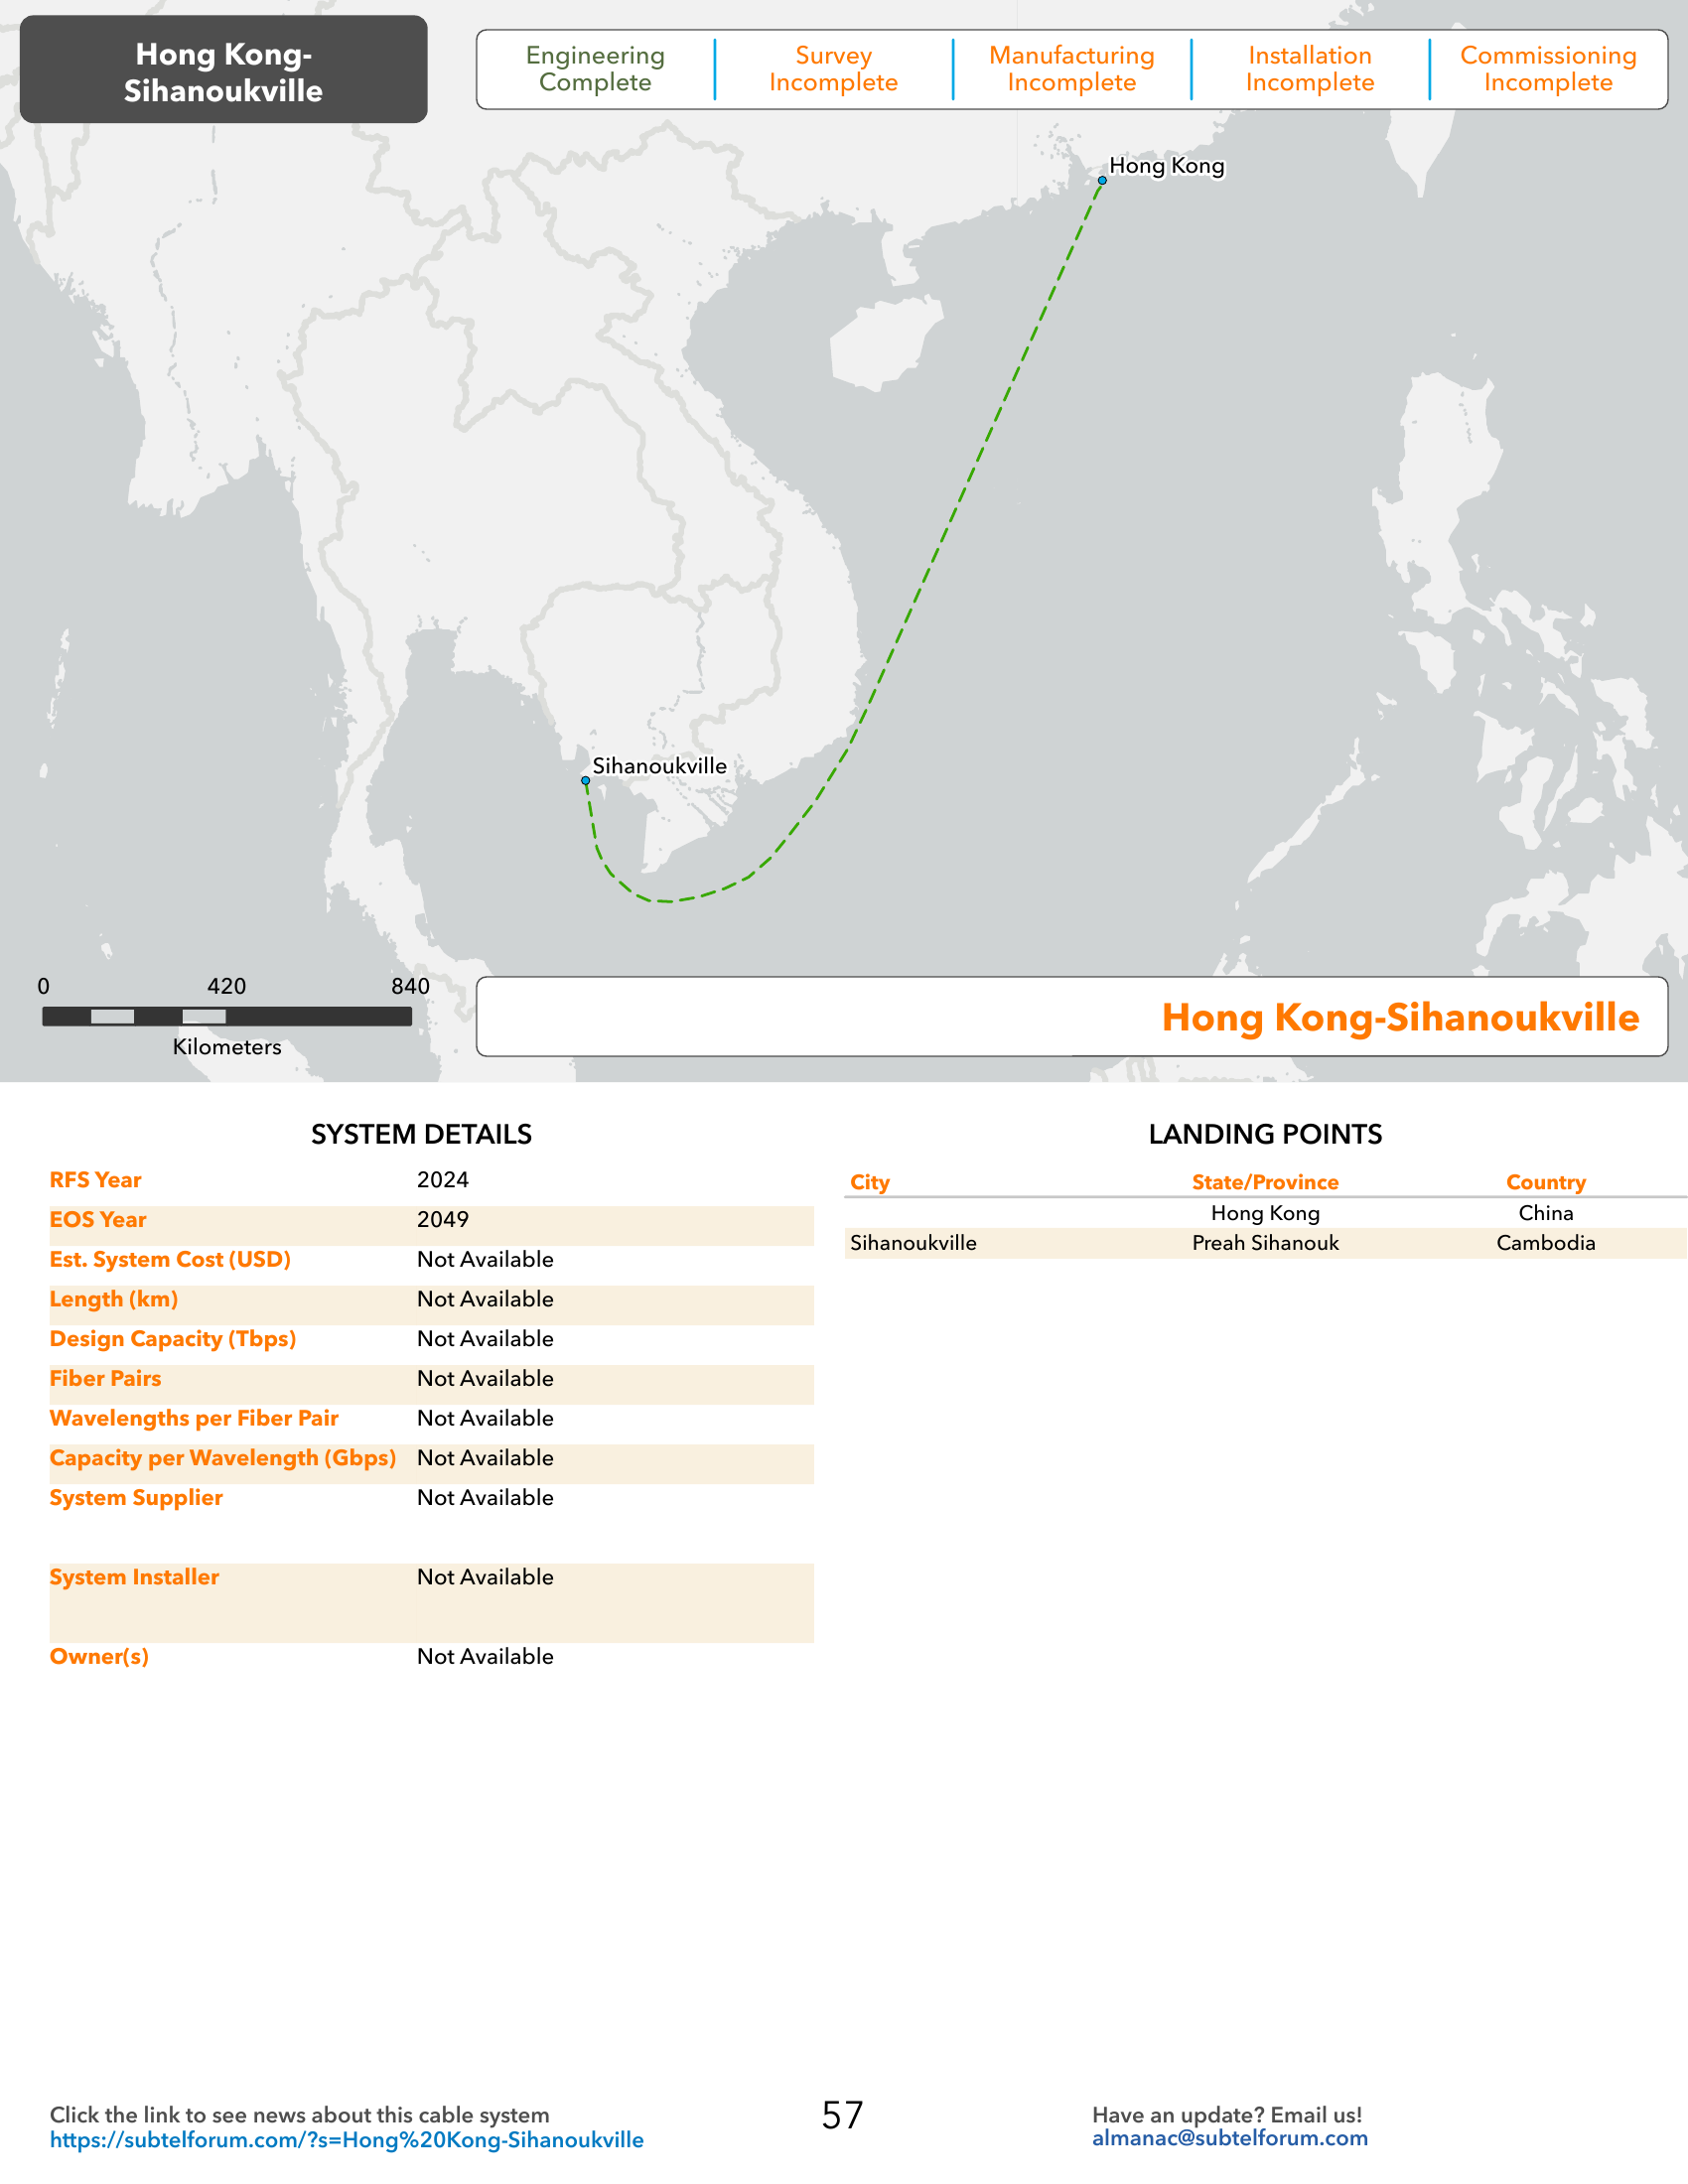 Hong Kong-
Sihanoukville
Engineering
Complete
Survey
Incomplete
Manufacturing
Incomplete
Installation
Incomplete
Commissioning
Incomplete
Hong Kong
Sihanoukville
0 420 840
Kilometers
Hong Kong-Sihanoukville
SYSTEM DETAILS
RFS Year 2024
EOS Year 2049
Est. System Cost (USD) Not Available
Length (km) Not Available
Design Capacity (Tbps) Not Available
Fiber Pairs Not Available
Wavelengths per Fiber Pair Not Available
Capacity per Wavelength (Gbps) Not Available
System Supplier Not Available
System Installer Not Available
Owner(s) Not Available
LANDING POINTS
City State/Province Country
Hong Kong China
Sihanoukville Preah Sihanouk Cambodia
Click the link to see news about this cable system
https://subtelforum.com/?s=Hong%20Kong-Sihanoukville
57
Have an update? Email us!
almanac@subtelforum.com